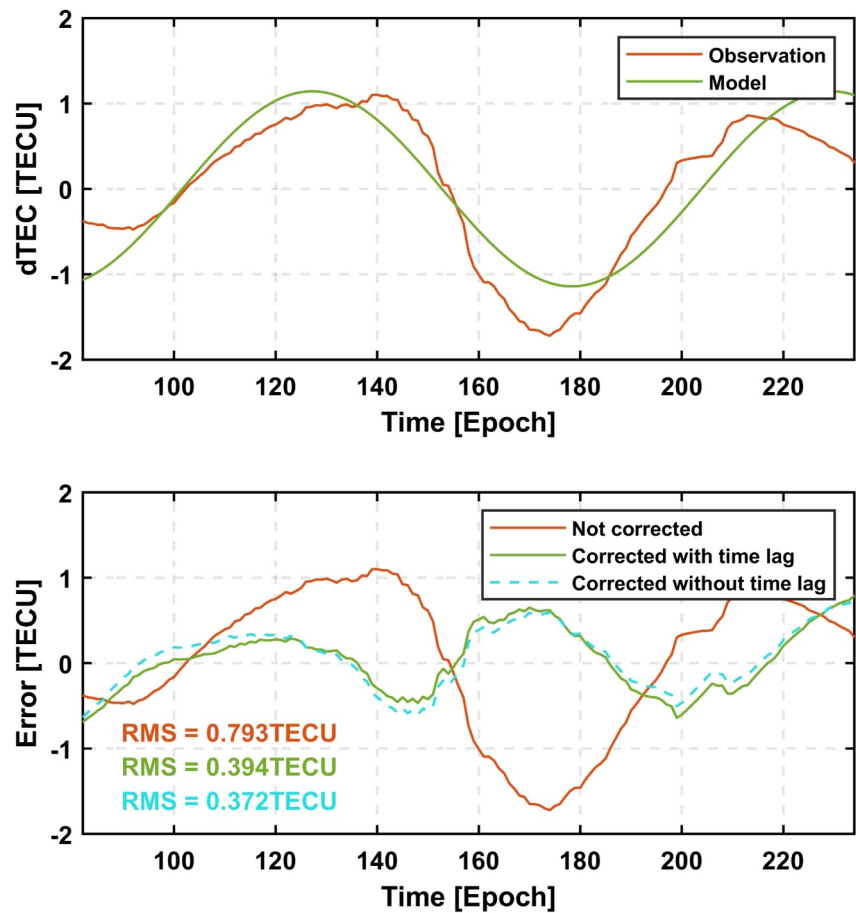 2
1
0
-1
-2
dTEC [TECU]
Observation
Model
100 120 140 160 180 200 220
Time [Epoch]
2
1
0
-1
-2
Error [TECU]
Not corrected
Corrected with time lag
Corrected without time lag
RMS = 0.793TECU
RMS = 0.394TECU
RMS = 0.372TECU
100 120 140 160 180 200 220
Time [Epoch]